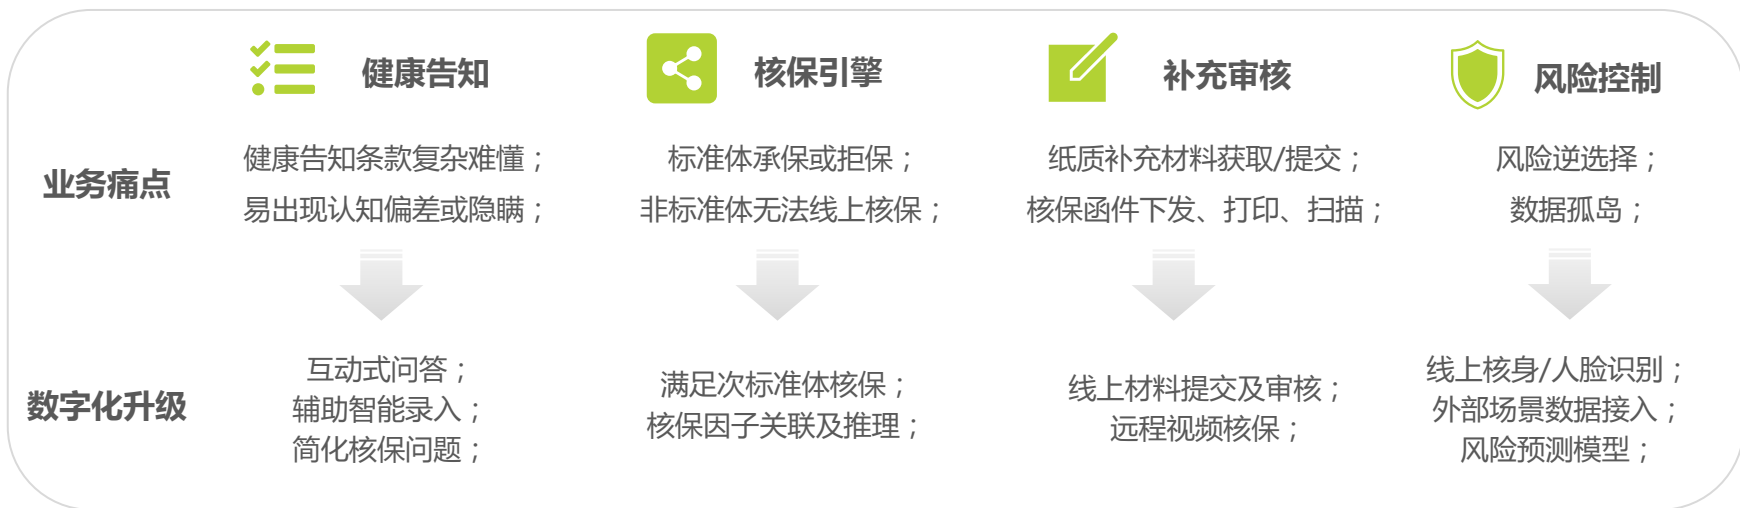 健康告知
核保引擎
补充审核
风险控制
业务痛点
健康告知条款复杂难懂；
易出现认知偏差或隐瞒；
标准体承保或拒保；
非标准体无法线上核保；
纸质补充材料获取/提交；
核保函件下发、打印、扫描；
风险逆选择；
数据孤岛；
数字化升级
互动式问答；
辅助智能录入；
简化核保问题；
满足次标准体核保；
核保因子关联及推理；
线上材料提交及审核；
远程视频核保；
线上核身/人脸识别；
外部场景数据接入；
风险预测模型；